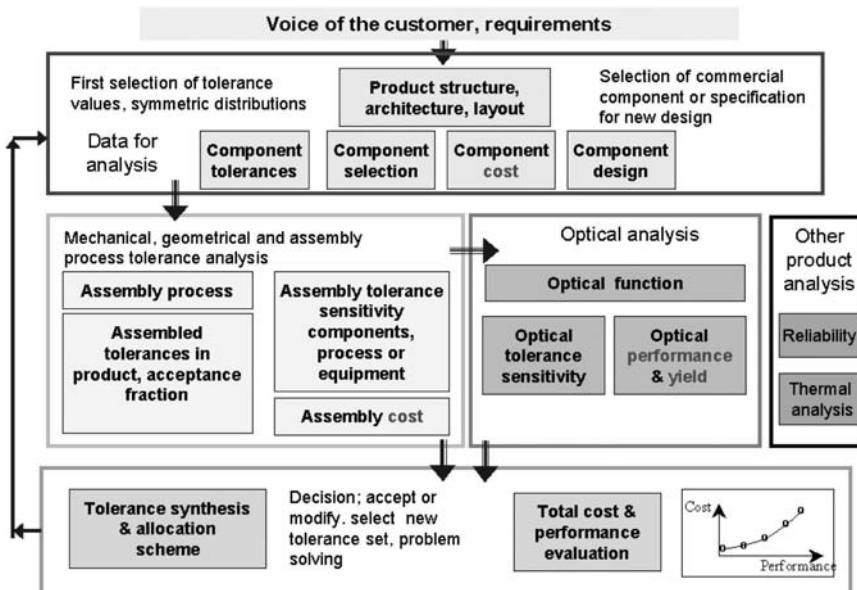 Voice of the customer, requirements
First selection of tolerance
values, symmetric distributions
Product structure,
architecture, layout
Selection of commercial
component or specification
for new design
Data for
analysis
Component
tolerances
Component
selection
Component
cost
Component
design
Mechanical, geometrical and assembly
process tolerance analysis
Assembly process
Assembled
tolerances in
product, acceptance
fraction
Assembly tolerance
sensitivity
components,
process or
equipment
Assembly cost
Optical analysis
Optical function
Optical
tolerance
sensitivity
Optical
performance
& yield
Other
product
analysis
Reliability
Thermal
analysis
Tolerance synthesis
& allocation
scheme
Decision; accept or
modify. select new
tolerance set, problem
solving
Total cost &
performance
evaluation
Cost
Performance